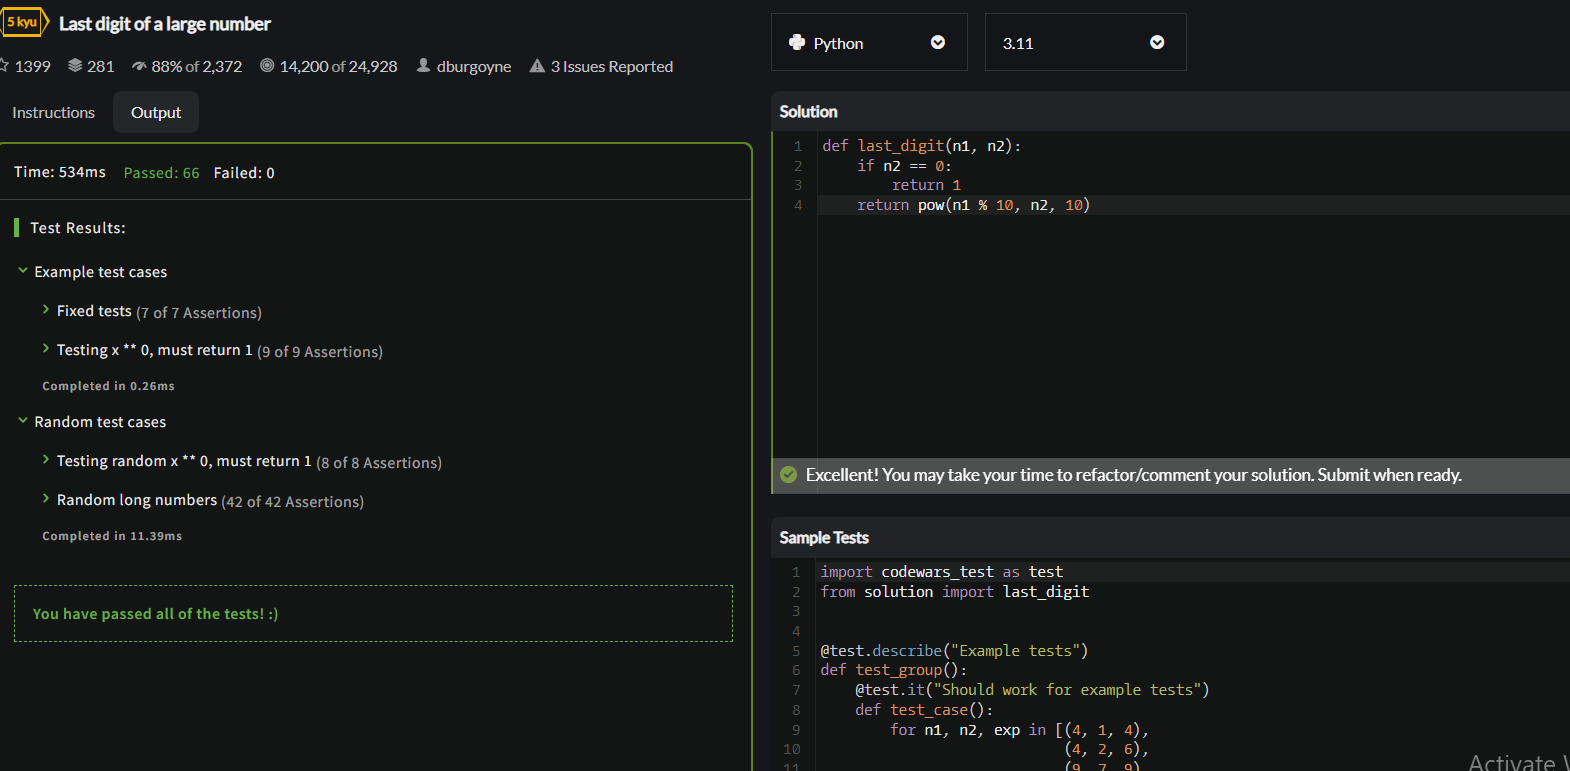 5 kyu Last digit of a large number
1399 281 88% of 2,372 14,200 of 24,928 dburgoyne 3 Issues Reported
Instructions Output
Time: 534ms Passed: 66 Failed: 0
Test Results:
Example test cases
Fixed tests (7 of 7 Assertions)
Testing x ** 0, must return 1 (9 of 9 Assertions)
Completed in 0.26ms
Random test cases
Testing random x ** 0, must return 1 (8 of 8 Assertions)
Random long numbers (42 of 42 Assertions)
Completed in 11.39ms
You have passed all of the tests! :)
Python 3.11
Solution
1 def last_digit(n1, n2):
2 if n2 == 0:
3 return 1
4 return pow(n1 % 10, n2, 10)
Excellent! You may take your time to refactor/comment your solution. Submit when ready.
Sample Tests
1 import codewars_test as test
2 from solution import last_digit
3
4
5 @test.describe("Example tests")
6 def test_group():
7 @test.it("Should work for example tests")
8 def test_case():
9 for n1, n2, exp in [(4, 1, 4),
10 (4, 2, 6),
11 (9, 7, 9)
Activate